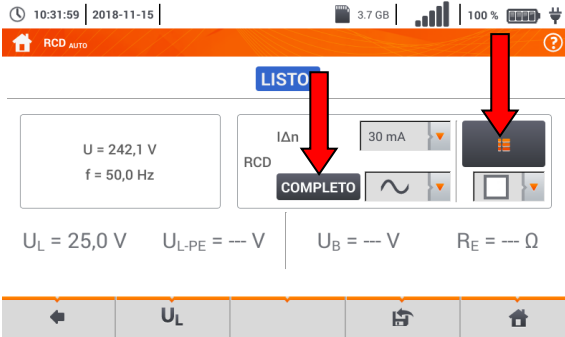 10:31:59 2018-11-15 3.7 GB 100 %
RCD AUTO ?
LISTO
U = 242,1 V
f = 50,0 Hz
IΔn 30 mA
RCD
COMPLETO
UL = 25,0 V UL-PE = --- V UB = --- V RE = --- Ω
UL